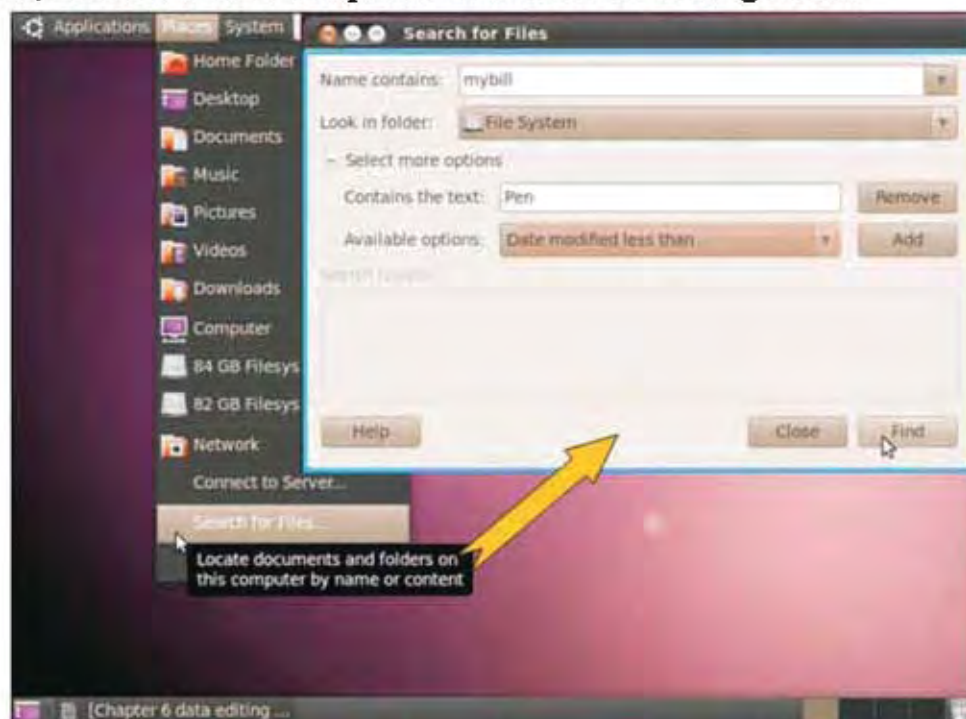 Applications Places System
Home Folder
Desktop
Documents
Music
Pictures
Videos
Downloads
Computer
84 GB Filesys
82 GB Filesys
Network
Connect to Server...
Search for Files...
Locate documents and folders on
this computer by name or content
Search for Files
Name contains: mybill
Look in folder: File System
Select more options
Contains the text: Pen Remove
Available options: Date modified less than Add
Help Close Find
[Chapter 6 data editing ...